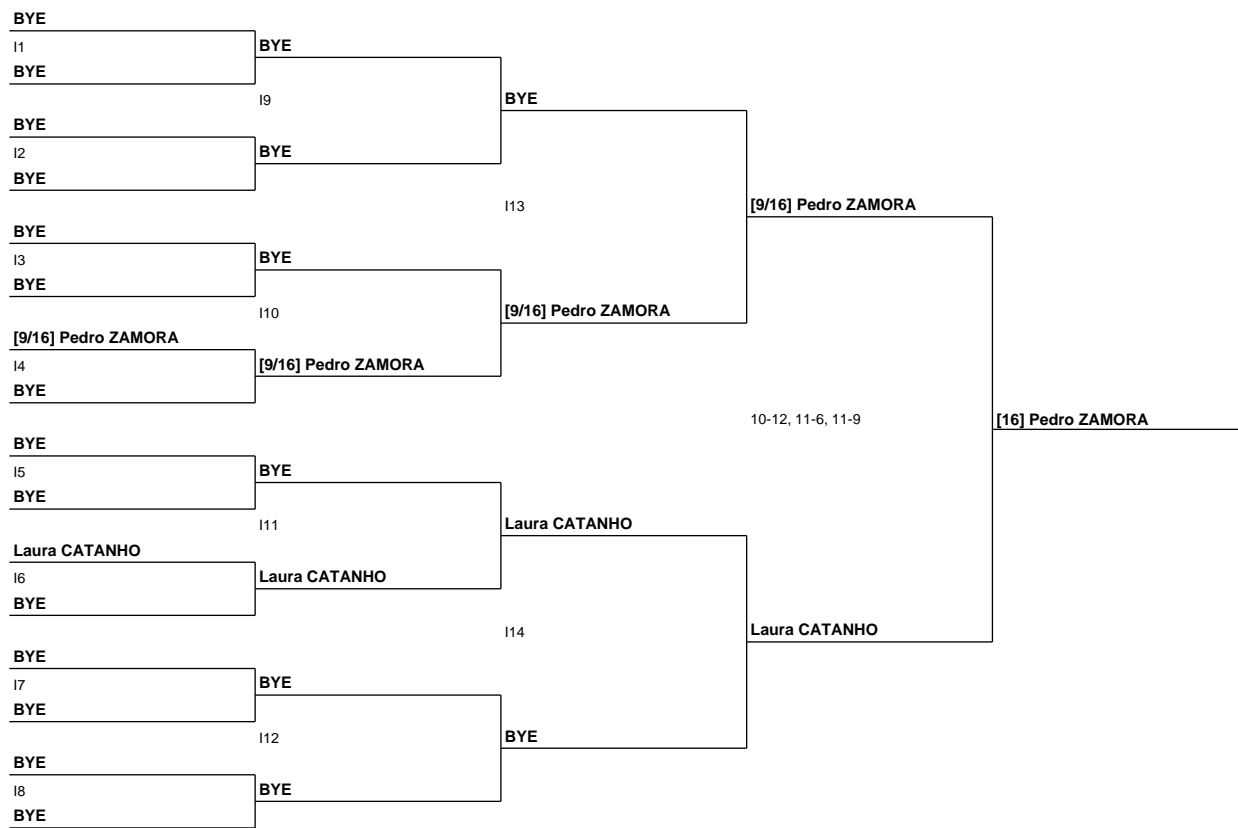 BYE
I1
BYE
BYE
I9
BYE
BYE
I2
BYE
BYE
I13
[9/16] Pedro ZAMORA
BYE
I3
BYE
BYE
I10
[9/16] Pedro ZAMORA
[9/16] Pedro ZAMORA
I4
[9/16] Pedro ZAMORA
BYE
10-12, 11-6, 11-9
[16] Pedro ZAMORA
BYE
I5
BYE
BYE
I11
Laura CATANHO
Laura CATANHO
I6
Laura CATANHO
BYE
I14
Laura CATANHO
BYE
I7
BYE
BYE
I12
BYE
BYE
I8
BYE
BYE